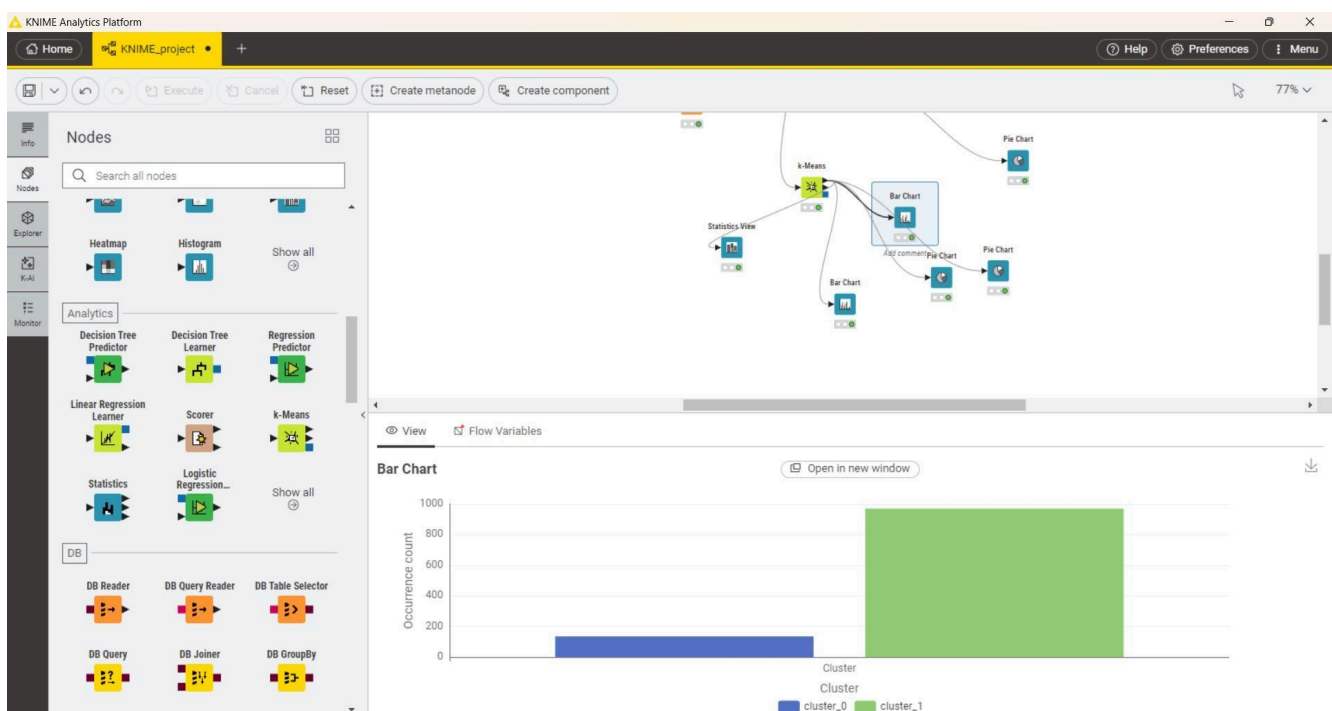 KNIME Analytics Platform
Home
KNIME_project
Help
Preferences
Menu
Execute
Cancel
Reset
Create metanode
Create component
77%
Info
Nodes
Explorer
K-AI
Monitor
Nodes
Search all nodes
Heatmap
Histogram
Show all
Analytics
Decision Tree
Predictor
Decision Tree
Learner
Regression
Predictor
Linear Regression
Learner
Scorer
k-Means
Statistics
Logistic
Regression...
Show all
DB
DB Reader
DB Query Reader
DB Table Selector
DB Query
DB Joiner
DB GroupBy
Pie Chart
k-Means
Bar Chart
Statistics View
Add comment
Pie Chart
Pie Chart
Bar Chart
View
Flow Variables
Bar Chart
Open in new window
1000
800
600
400
200
0
Occurrence count
Cluster
Cluster
cluster_0
cluster_1